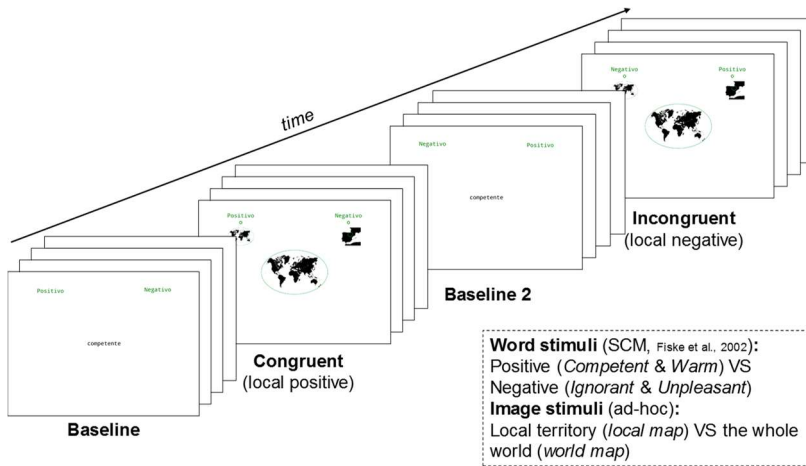 time
Positivo
Negativo
competente
Baseline
Positivo
o
Negativo
o
Congruent
(local positive)
Negativo
Positivo
competente
Baseline 2
Negativo
o
Positivo
o
Incongruent
(local negative)
Word stimuli (SCM, Fiske et al., 2002):
Positive (Competent & Warm) VS
Negative (Ignorant & Unpleasant)
Image stimuli (ad-hoc):
Local territory (local map) VS the whole
world (world map)